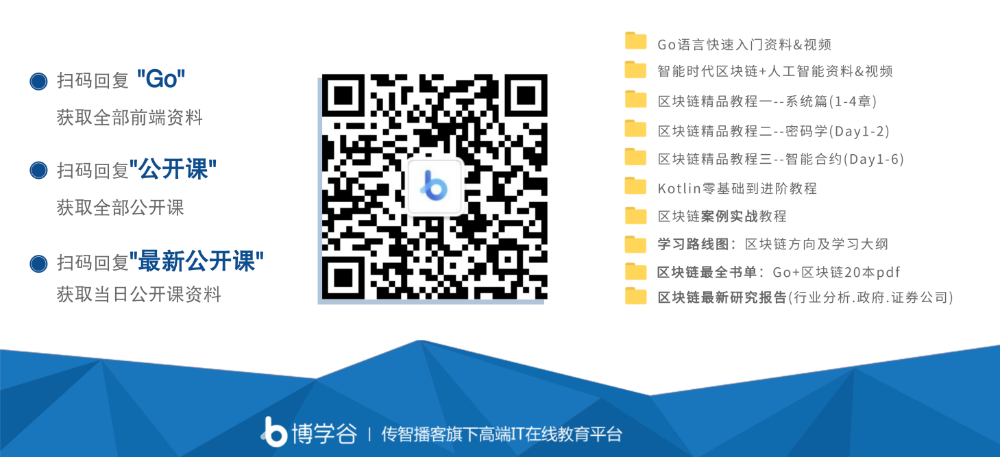 扫码回复 "Go"
获取全部前端资料
扫码回复"公开课"
获取全部公开课
扫码回复"最新公开课"
获取当日公开课资料
Go语言快速入门资料&视频
智能时代区块链+人工智能资料&视频
区块链精品教程一--系统篇(1-4章)
区块链精品教程二--密码学(Day1-2)
区块链精品教程三--智能合约(Day1-6)
Kotlin零基础到进阶教程
区块链案例实战教程
学习路线图：区块链方向及学习大纲
区块链最全书单：Go+区块链20本pdf
区块链最新研究报告(行业分析.政府.证券公司)
博学谷 | 传智播客旗下高端IT在线教育平台